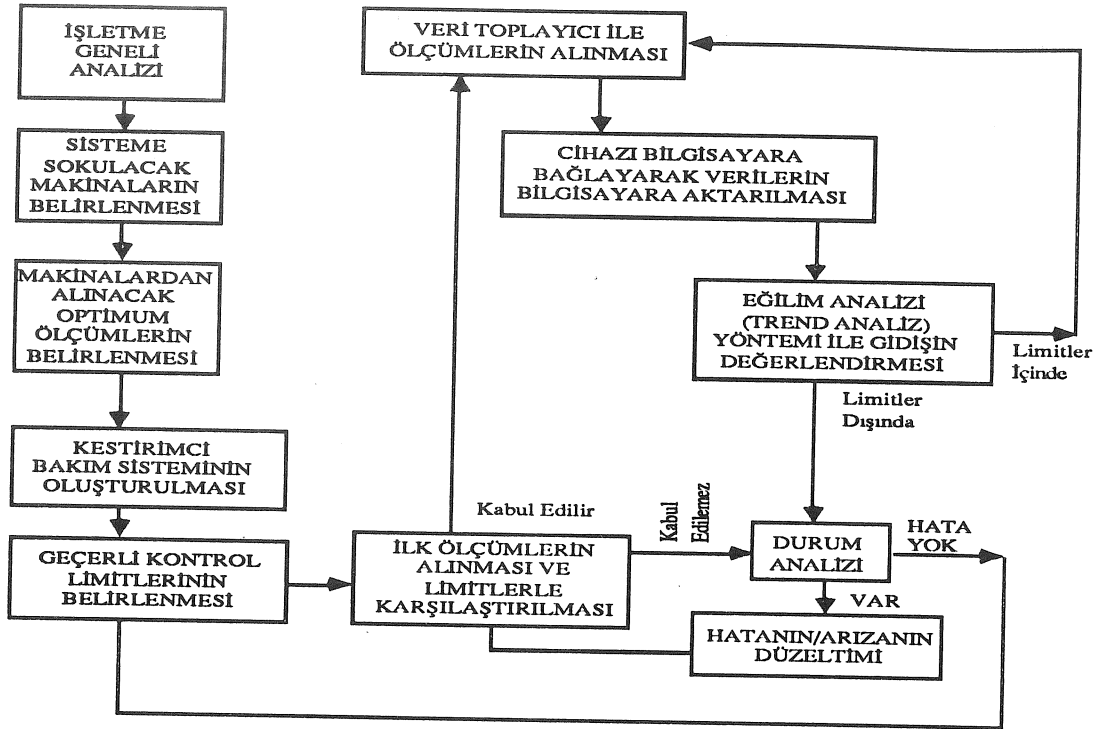 İŞLETME
GENELİ
ANALİZİ
SİSTEME
SOKULACAK
MAKİNALARIN
BELİRLENMESİ
MAKİNALARDAN
ALINACAK
OPTİMUM
ÖLÇÜMLERİN
BELİRLENMESİ
KESTİRİMCİ
BAKIM SİSTEMİNİN
OLUŞTURULMASI
GEÇERLİ KONTROL
LİMİTLERİNİN
BELİRLENMESİ
VERİ TOPLAYICI İLE
ÖLÇÜMLERİN ALINMASI
CİHAZI BİLGİSAYARA
BAĞLAYARAK VERİLERİN
BİLGİSAYARA AKTARILMASI
EĞİLİM ANALİZİ
(TREND ANALİZ)
YÖNTEMİ İLE GİDİŞİN
DEĞERLENDİRMESİ
Limitler
İçinde
Limitler
Dışında
Kabul Edilir
İLK ÖLÇÜMLERİN
ALINMASI VE
LİMİTLERLE
KARŞILAŞTIRILMASI
Kabul
Edilemez
DURUM
ANALİZİ
HATA
YOK
VAR
HATANIN/ARIZANIN
DÜZELTİMİ